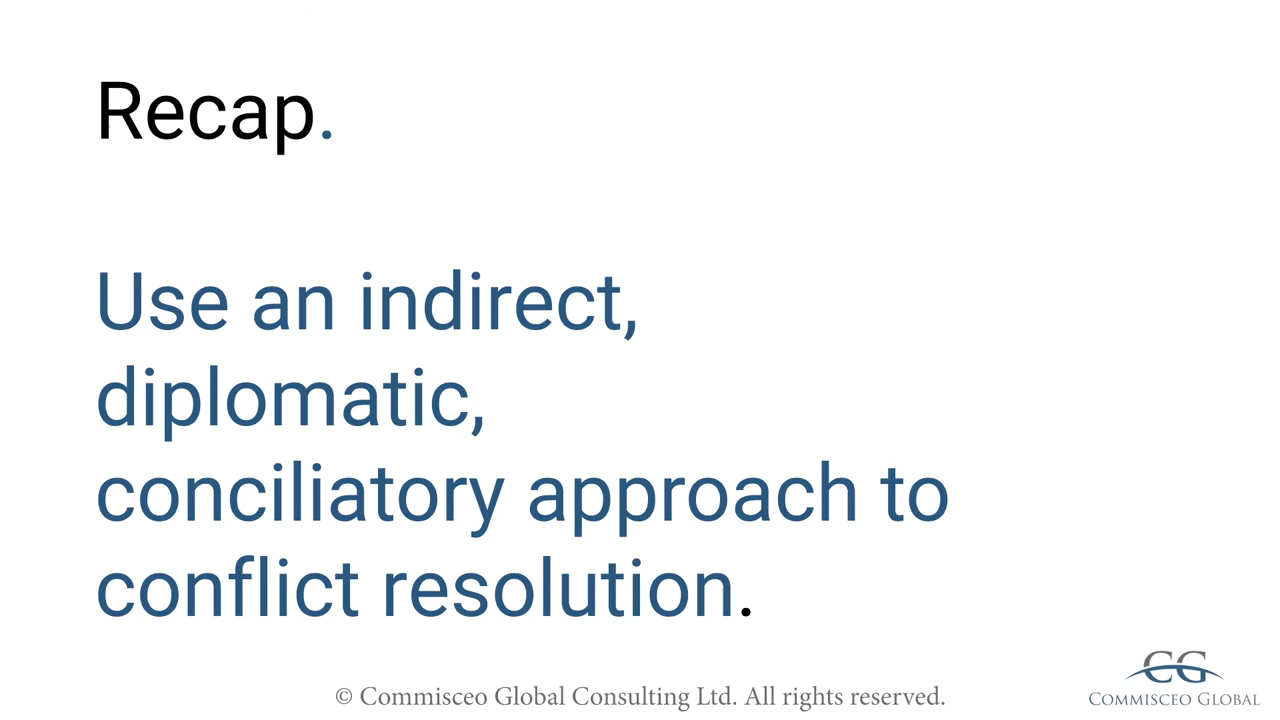 Recap.
Use an indirect,
diplomatic,
conciliatory approach to
conflict resolution.
© Commisceo Global Consulting Ltd. All rights reserved.
CG
COMMISCEO GLOBAL